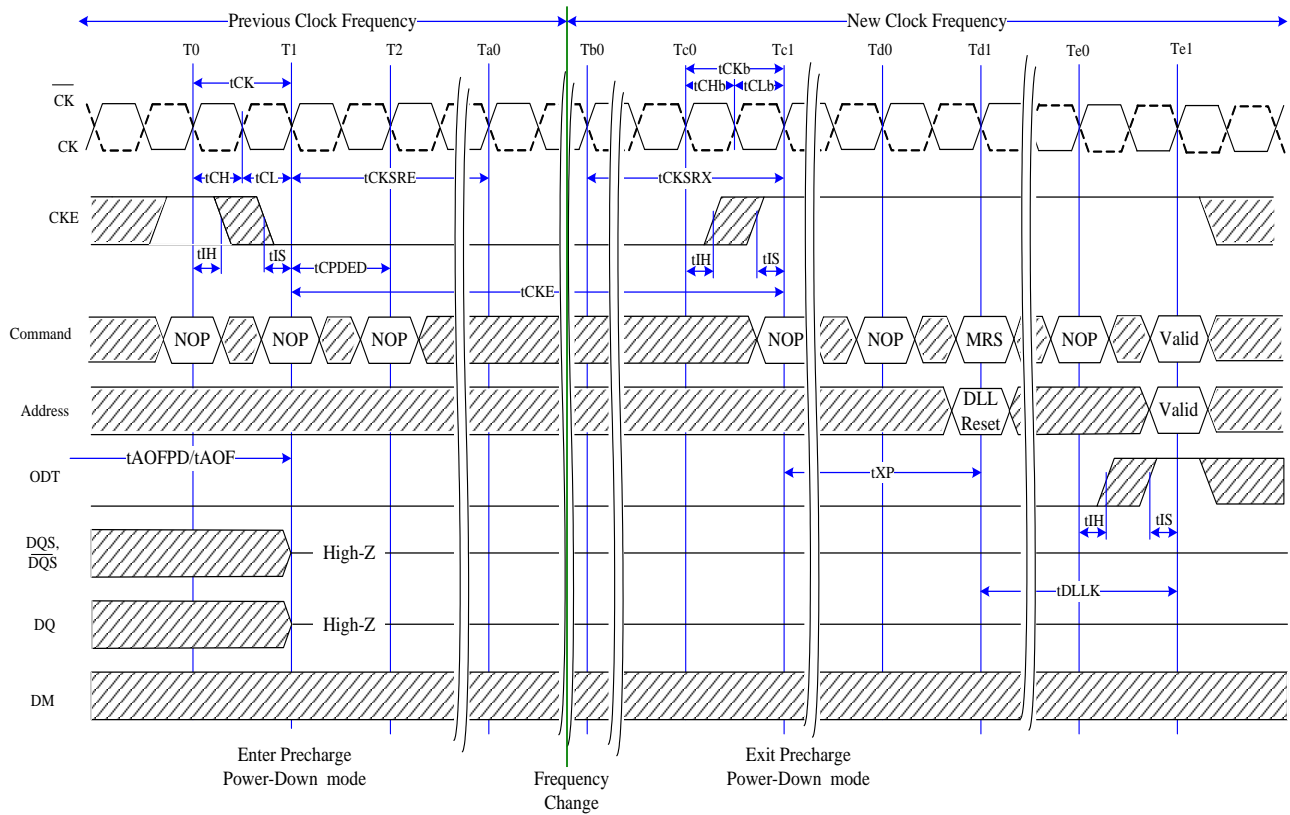 Previous Clock Frequency New Clock Frequency
T0 T1 T2 Ta0 Tb0 Tc0 Tc1 Td0 Td1 Te0 Te1
tCK tCKb
tCHb tCLb
CK
CK
tCH tCL tCKSRE tCKSRX
CKE
tIH tIS tCPDED tIH tIS
tCKE
Command NOP NOP NOP NOP NOP MRS NOP Valid
Address DLL Reset Valid
tAOFPD/tAOF
ODT tXP
tIH tIS
DQS, DQS High-Z
tDLLK
DQ High-Z
DM
Enter Precharge Power-Down mode
Frequency Change
Exit Precharge Power-Down mode